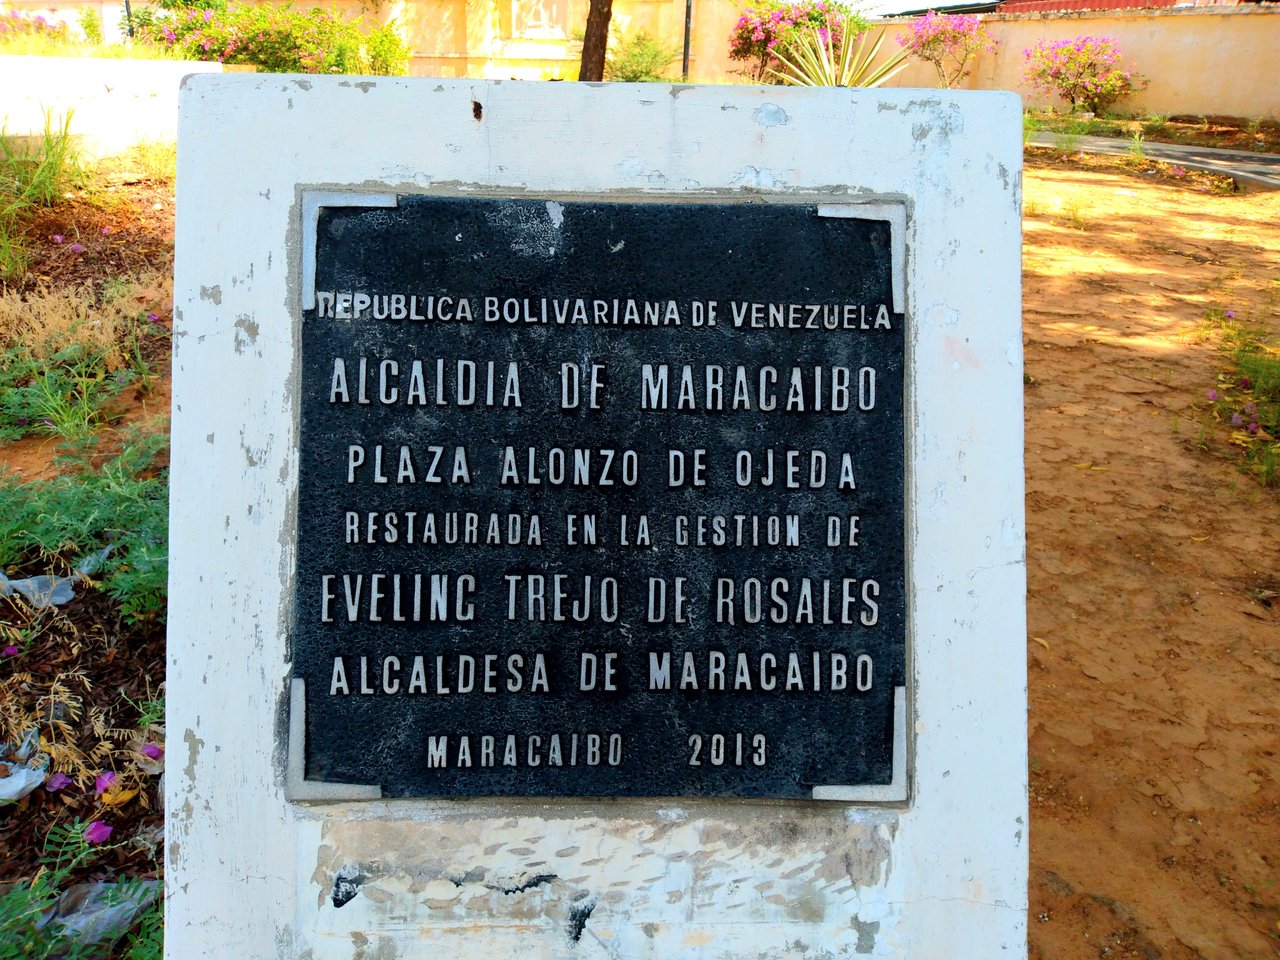 REPUBLICA BOLIVARIANA DE VENEZUELA
ALCALDIA DE MARACAIBO
PLAZA ALONZO DE OJEDA
RESTAURADA EN LA GESTION DE
EVELING TREJO DE ROSALES
ALCALDESA DE MARACAIBO
MARACAIBO 2013